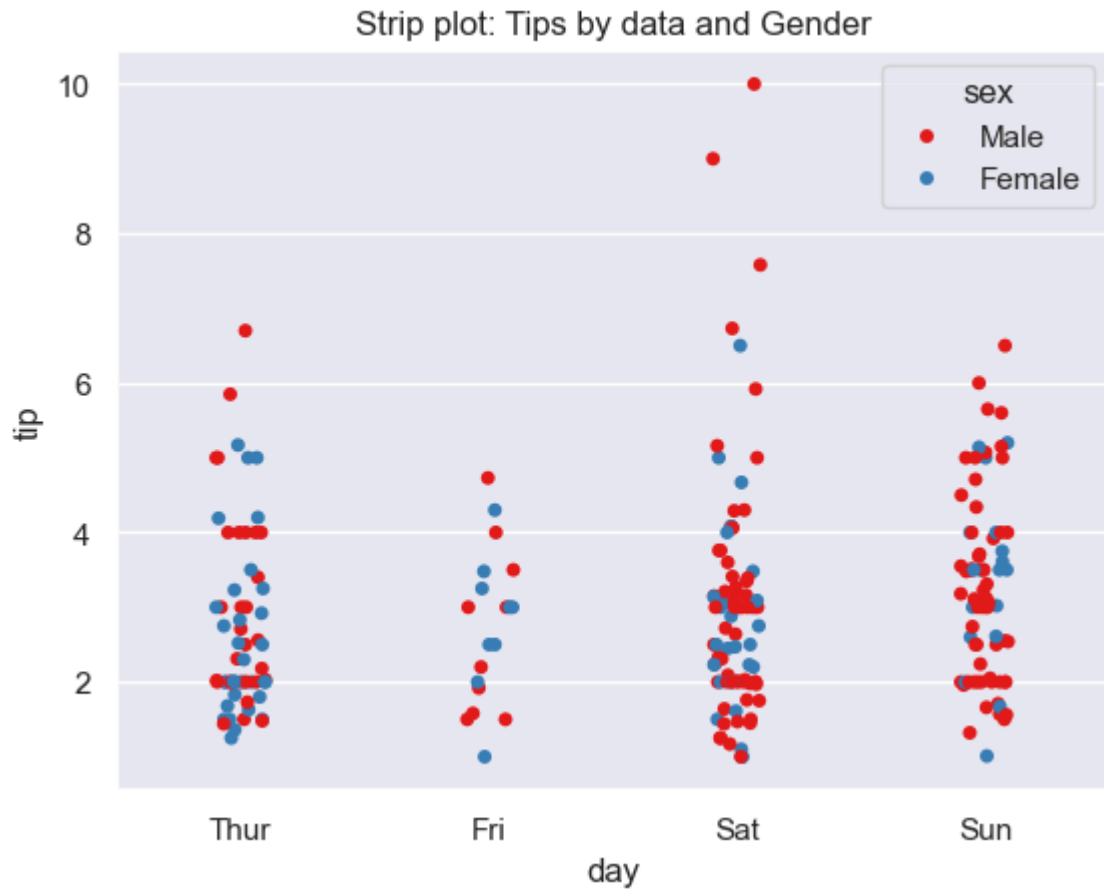 Strip plot: Tips by data and Gender
10
8
6
4
2
tip
sex
Male
Female
Thur Fri Sat Sun
day